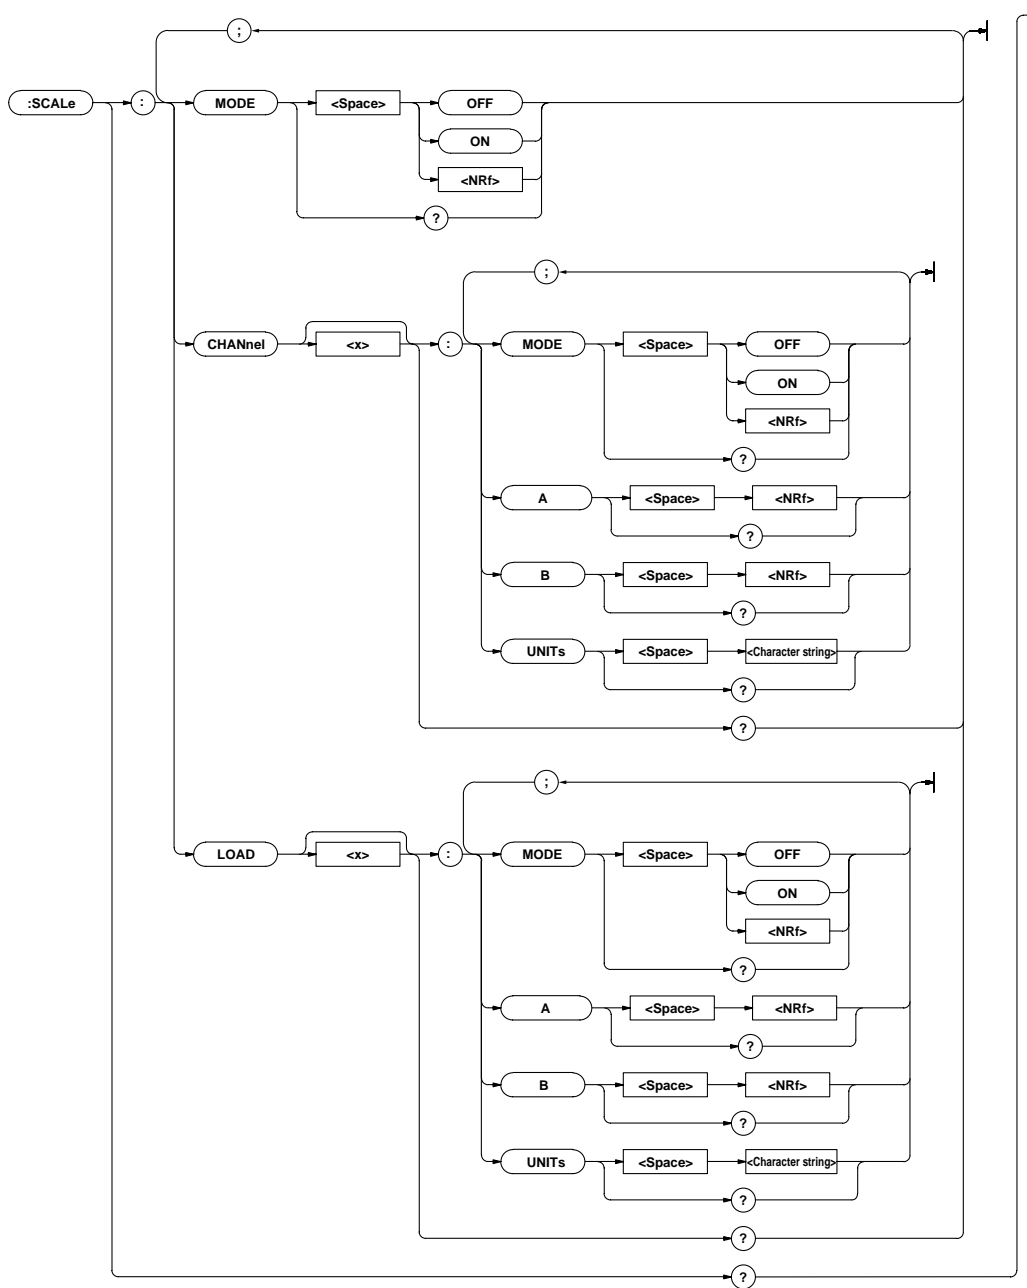 ;
:SCALe : MODE <Space> OFF
ON
<NRf>
?
;
CHANnel <x> : MODE <Space> OFF
ON
<NRf>
?
A <Space> <NRf>
?
B <Space> <NRf>
?
UNITs <Space> <Character string>
?
?
;
LOAD <x> : MODE <Space> OFF
ON
<NRf>
?
A <Space> <NRf>
?
B <Space> <NRf>
?
UNITs <Space> <Character string>
?
?
?